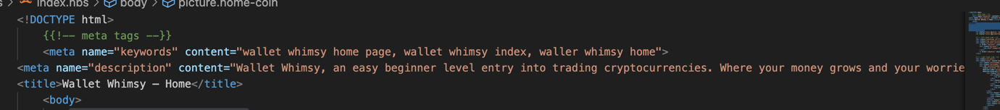 index.hbs > body > picture.home-coin
<!DOCTYPE html>
{{!-- meta tags --}}
<meta name="keywords" content="wallet whimsy home page, wallet whimsy index, waller whimsy home">
<meta name="description" content="Wallet Whimsy, an easy beginner level entry into trading cryptocurrencies. Where your money grows and your worrie
<title>Wallet Whimsy – Home</title>
<body>